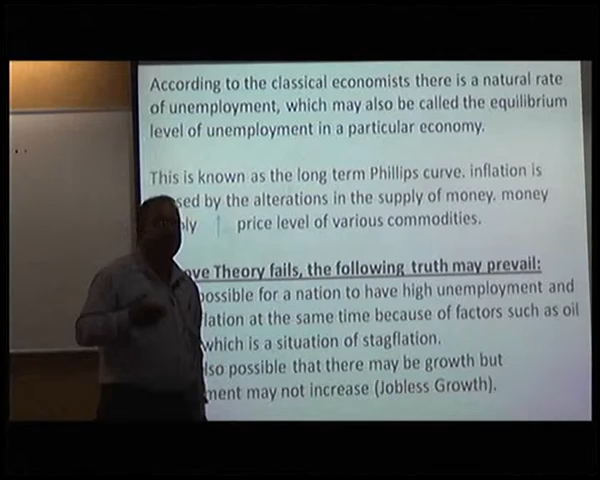 According to the classical economists there is a natural rate
of unemployment, which may also be called the equilibrium
level of unemployment in a particular economy.
This is known as the long term Phillips curve. inflation is
sed by the alterations in the supply of money. money
ly ↑ price level of various commodities.
ove Theory fails, the following truth may prevail:
possible for a nation to have high unemployment and
lation at the same time because of factors such as oil
which is a situation of stagflation.
lso possible that there may be growth but
ment may not increase (Jobless Growth).